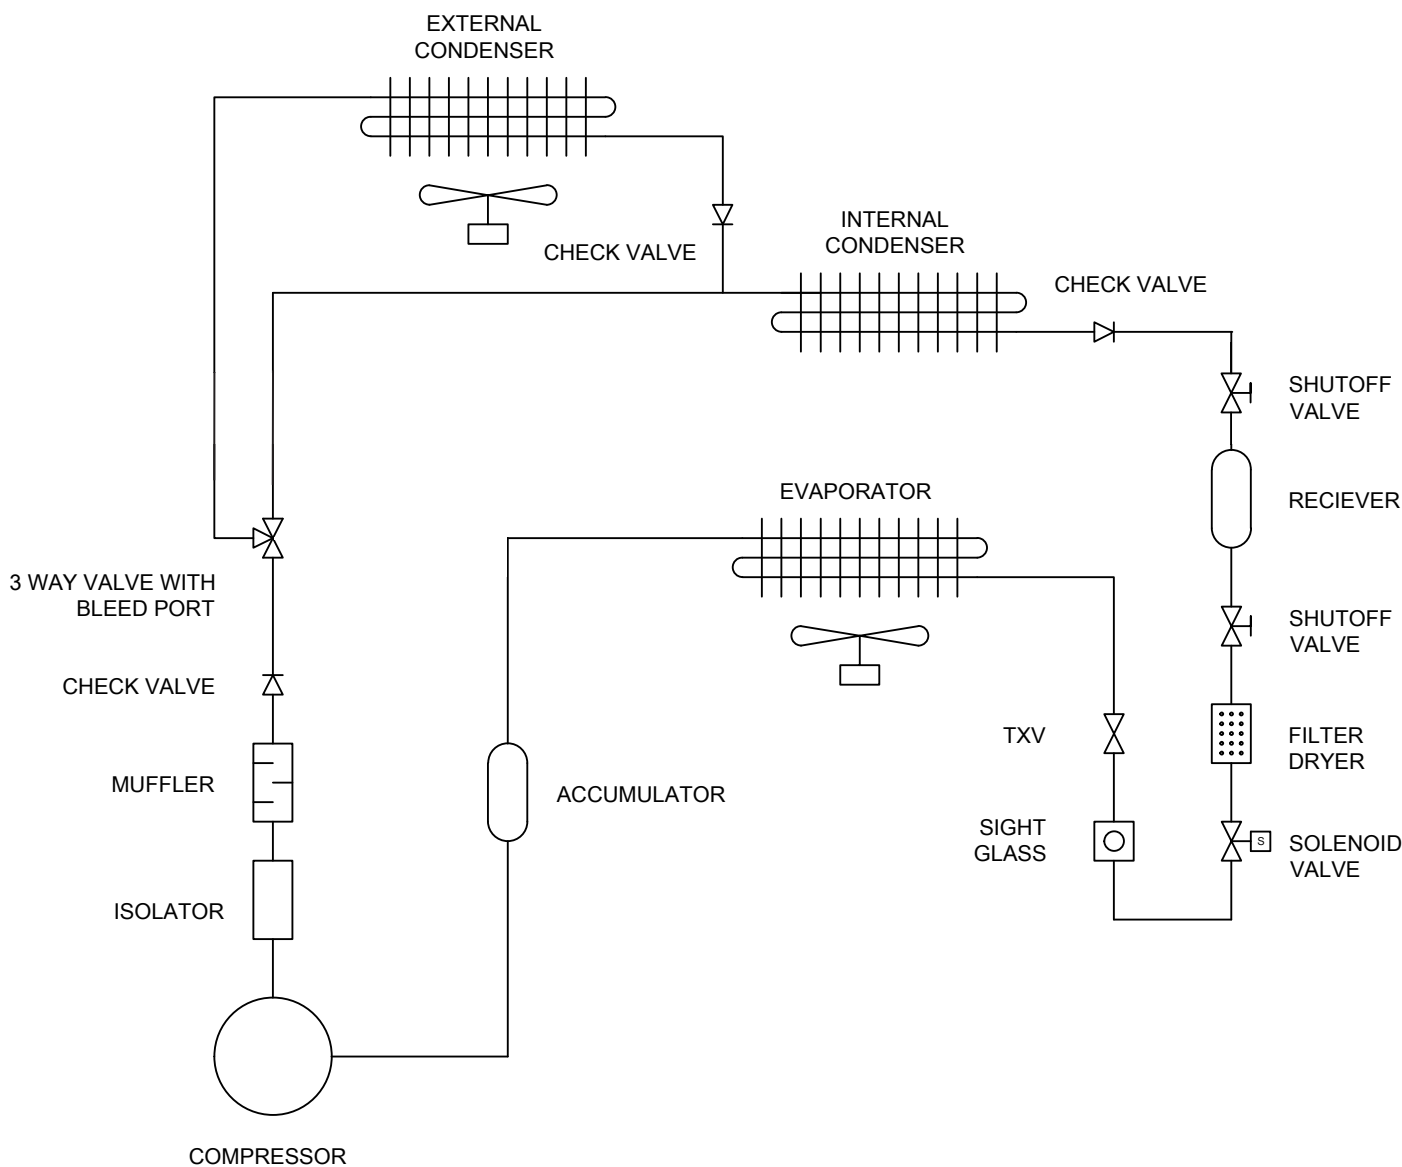 EXTERNAL
CONDENSER
INTERNAL
CONDENSER
CHECK VALVE
CHECK VALVE
SHUTOFF
VALVE
EVAPORATOR
RECIEVER
3 WAY VALVE WITH
BLEED PORT
SHUTOFF
VALVE
CHECK VALVE
TXV
FILTER
DRYER
MUFFLER
ACCUMULATOR
SIGHT
GLASS
S
SOLENOID
VALVE
ISOLATOR
COMPRESSOR